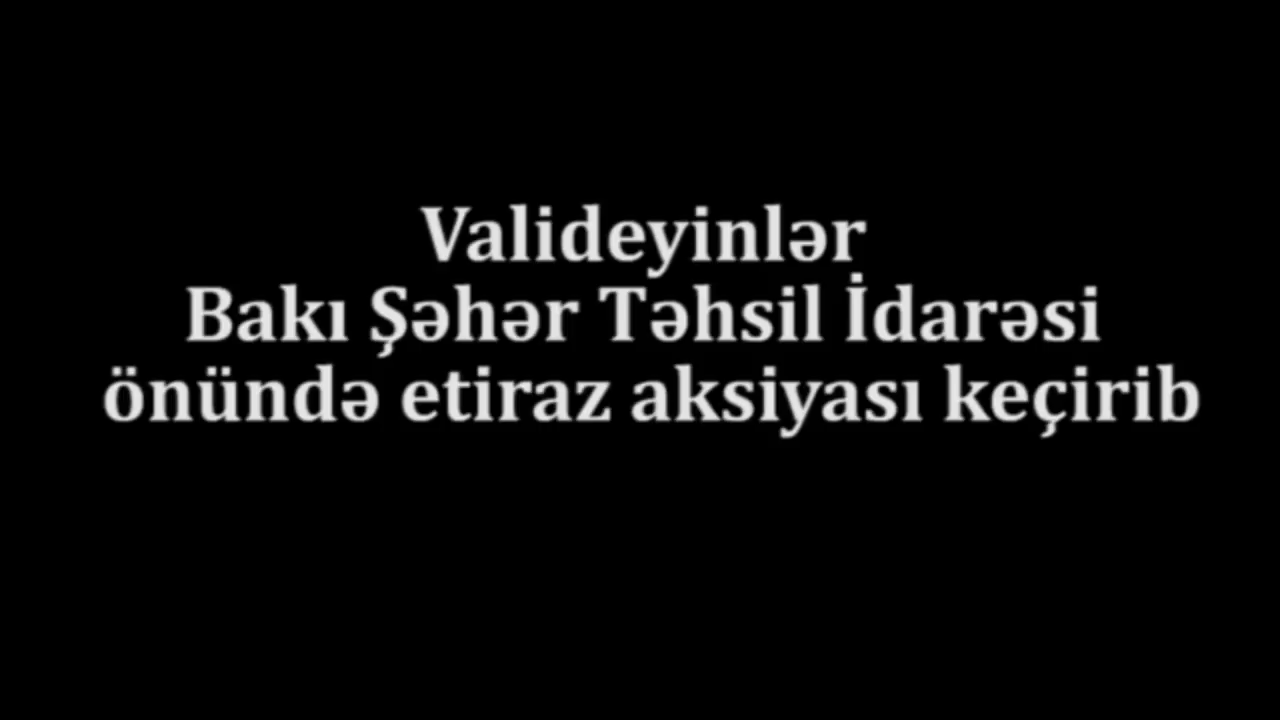 Valideyinlər
Bakı Şəhər Təhsil İdarəsi
önündə etiraz aksiyası keçirib